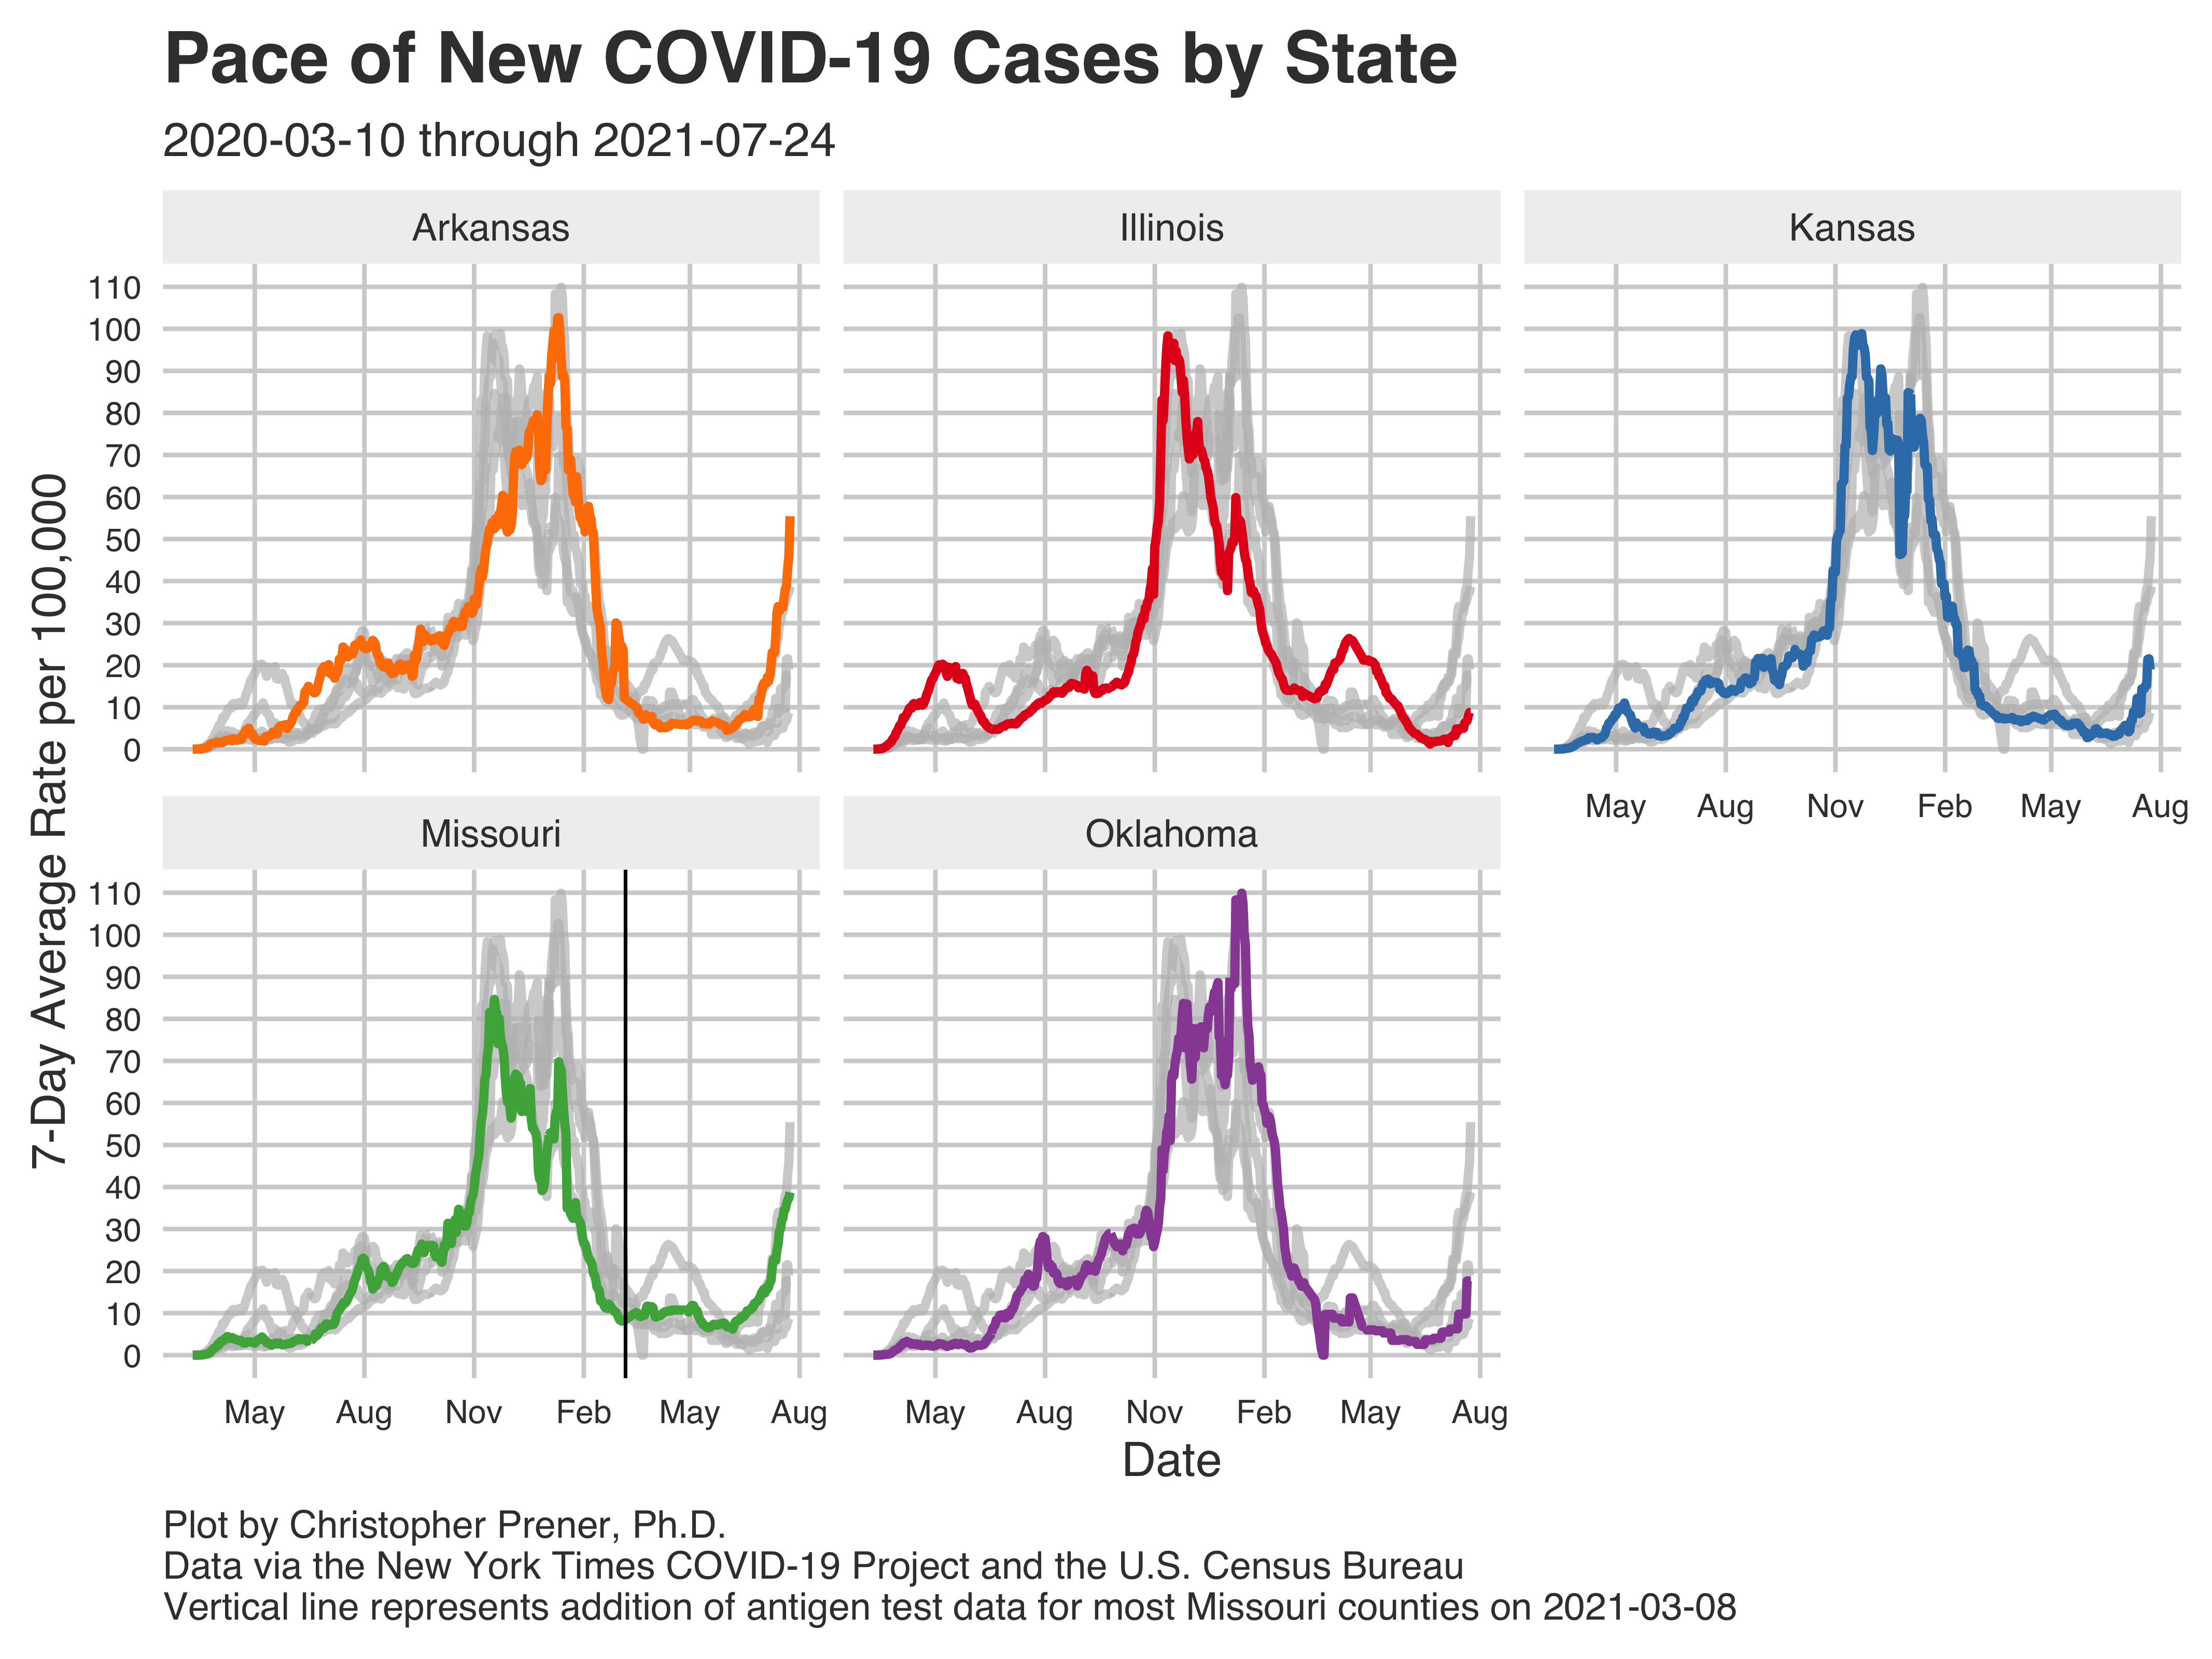 Pace of New COVID-19 Cases by State
2020-03-10 through 2021-07-24
Arkansas
Illinois
Kansas
7-Day Average Rate per 100,000
110
100
90
80
70
60
50
40
30
20
10
0
May Aug Nov Feb May Aug
Missouri
Oklahoma
110
100
90
80
70
60
50
40
30
20
10
0
May Aug Nov Feb May Aug
May Aug Nov Feb May Aug
Date
Plot by Christopher Prener, Ph.D.
Data via the New York Times COVID-19 Project and the U.S. Census Bureau
Vertical line represents addition of antigen test data for most Missouri counties on 2021-03-08